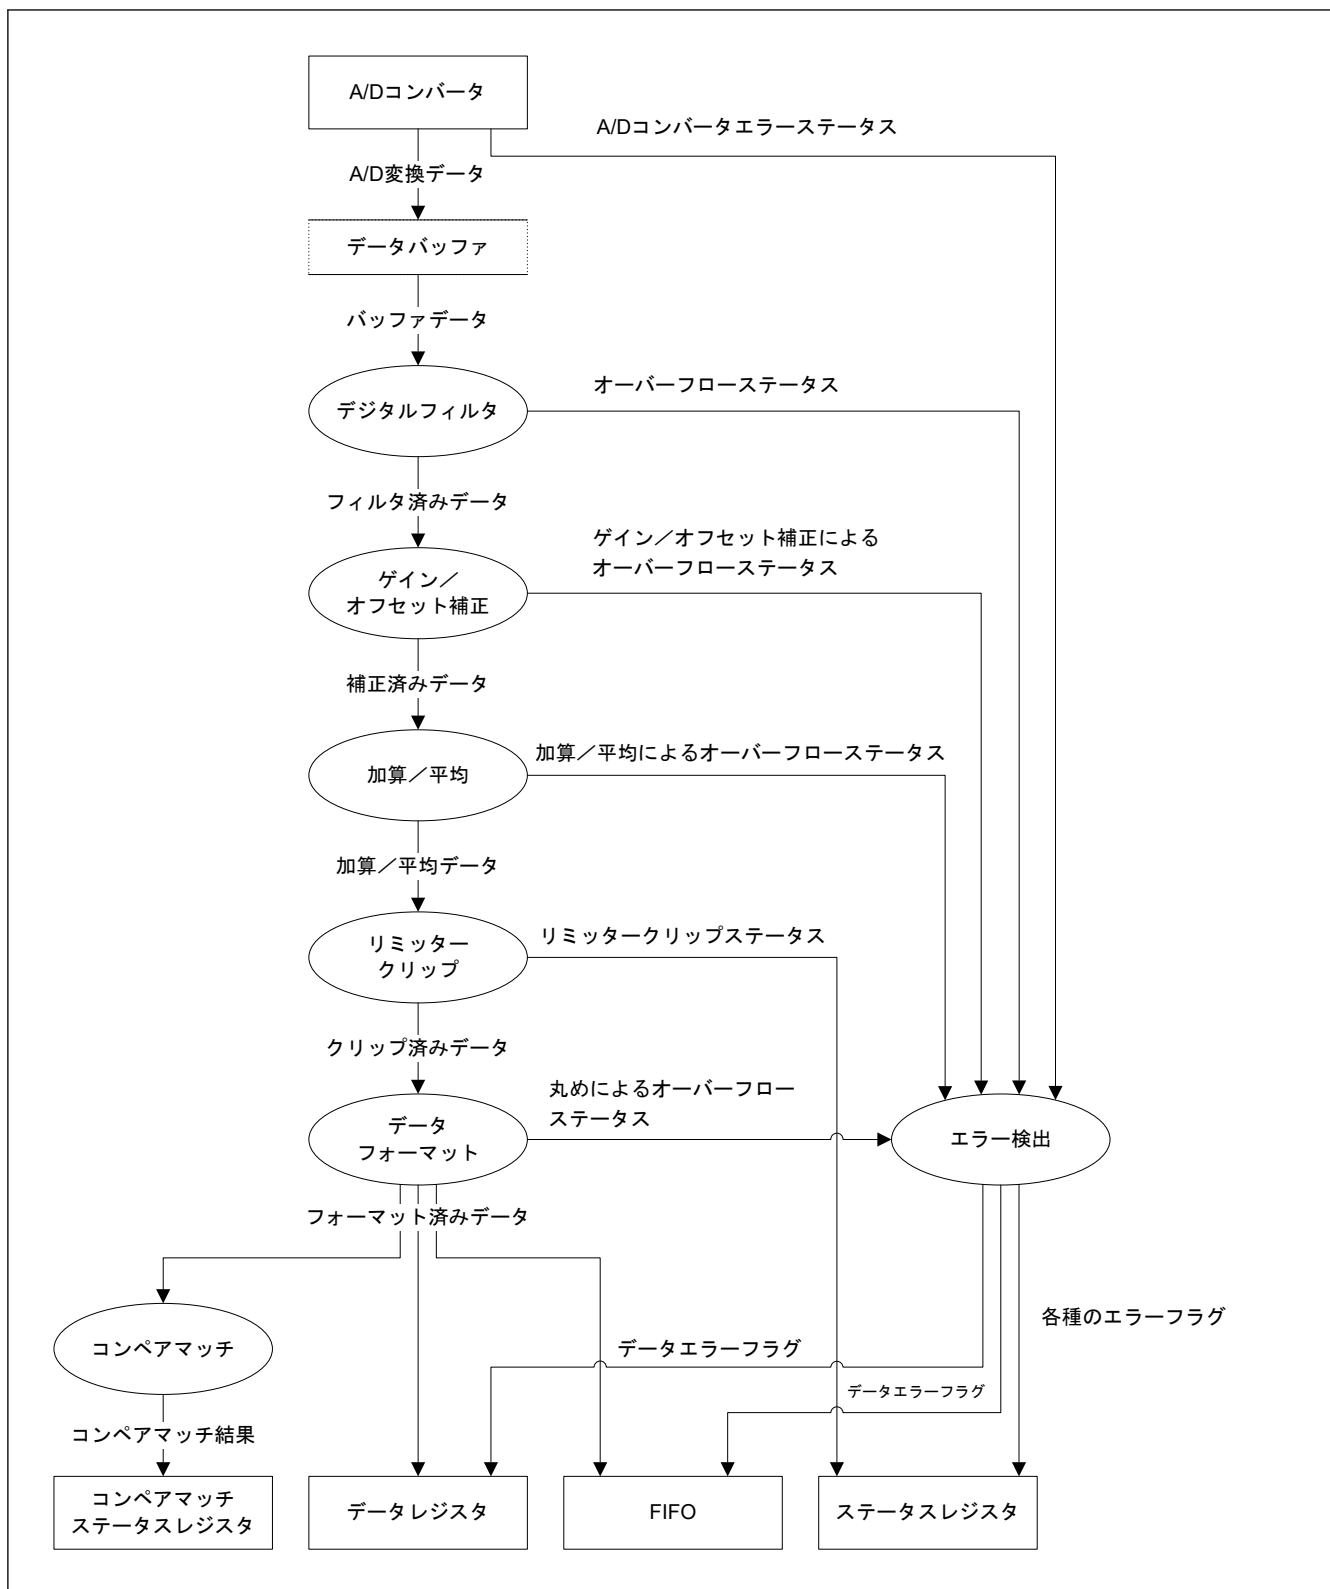 A/Dコンバータ
A/Dコンバータエラーステータス
A/D変換データ
データバッファ
バッファデータ
オーバーフローステータス
デジタルフィルタ
フィルタ済みデータ
ゲイン／オフセット補正による
オーバーフローステータス
ゲイン／
オフセット補正
補正済みデータ
加算／平均によるオーバーフローステータス
加算／平均
加算／平均データ
リミッタークリップステータス
リミッター
クリップ
クリップ済みデータ
丸めによるオーバーフロー
ステータス
データ
フォーマット
エラー検出
フォーマット済みデータ
各種のエラーフラグ
コンペアマッチ
データエラーフラグ
データエラーフラグ
コンペアマッチ結果
コンペアマッチ
ステータスレジスタ
データレジスタ
FIFO
ステータスレジスタ